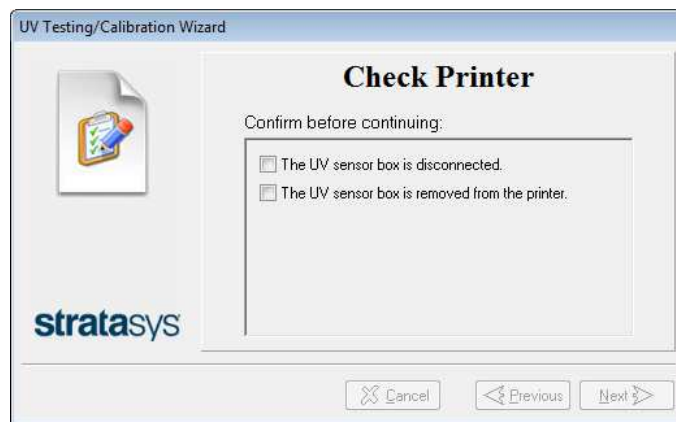 UV Testing/Calibration Wizard
Check Printer
Confirm before continuing:
The UV sensor box is disconnected.
The UV sensor box is removed from the printer.
stratasys
Cancel
Previous
Next